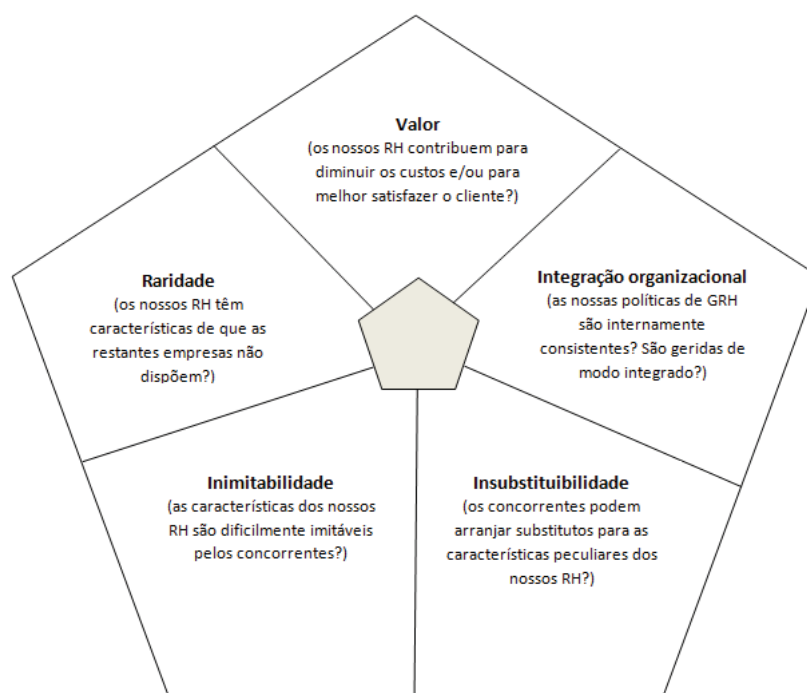 Valor
(os nossos RH contribuem para
diminuir os custos e/ou para
melhor satisfazer o cliente?)
Raridade
(os nossos RH têm
características de que as
restantes empresas não
dispõem?)
Integração organizacional
(as nossas políticas de GRH
são internamente
consistentes? São geridas de
modo integrado?)
Inimitabilidade
(as características dos nossos
RH são dificilmente imitáveis
pelos concorrentes?)
Insubstituibilidade
(os concorrentes podem
arranjar substitutos para as
características peculiares dos
nossos RH?)